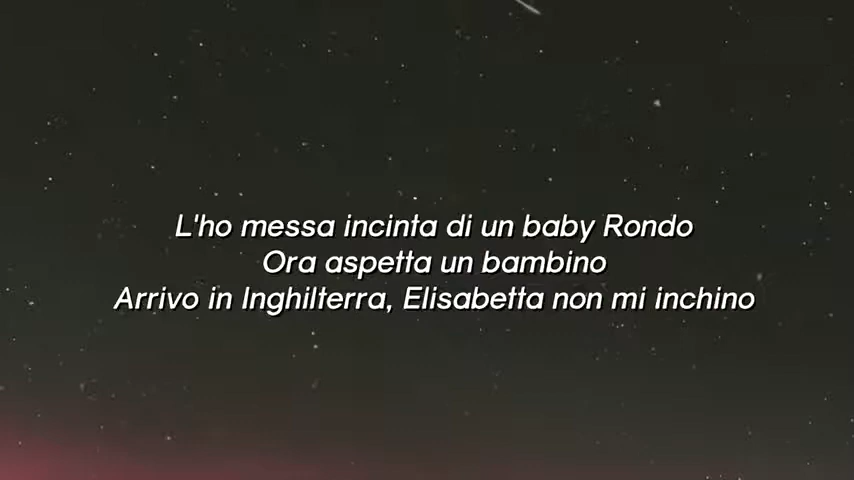 L'ho messa incinta di un baby Rondo
Ora aspetta un bambino
Arrivo in Inghilterra, Elisabetta non mi inchino